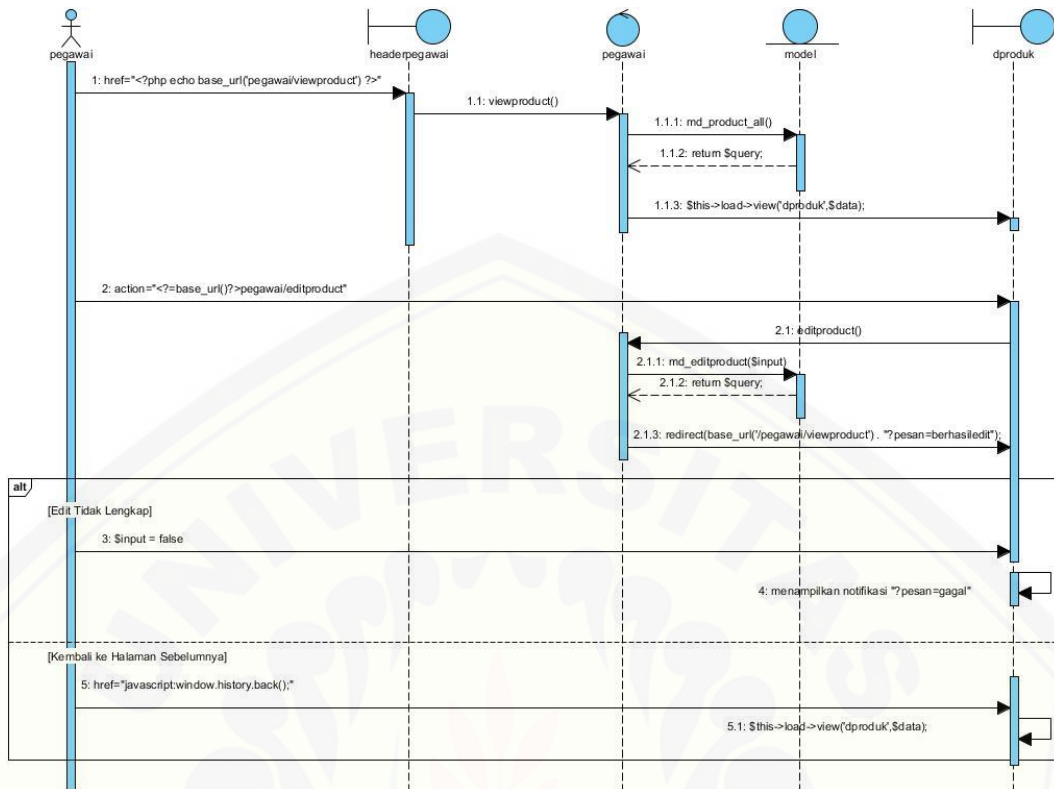 pegawai
headerpegawai
pegawai
model
dproduk
1: href="<?php echo base_url('pegawai/viewproduct') ?>"
1.1: viewproduct()
1.1.1: md_product_all()
1.1.2: return $query;
1.1.3: $this->load->view('dproduk',$data);
2: action="<?=base_url()?>pegawai/editproduct"
2.1: editproduct()
2.1.1: md_editproduct($input)
2.1.2: return $query;
2.1.3: redirect(base_url('/pegawai/viewproduct') . "?pesan=berhasiledit");
alt
[Edit Tidak Lengkap]
3: $input = false
4: menampilkan notifikasi "?pesan=gagal"
[Kembali ke Halaman Sebelumnya]
5: href="javascript:window.history.back();"
5.1: $this->load->view('dproduk',$data);
UNIVERSITAS